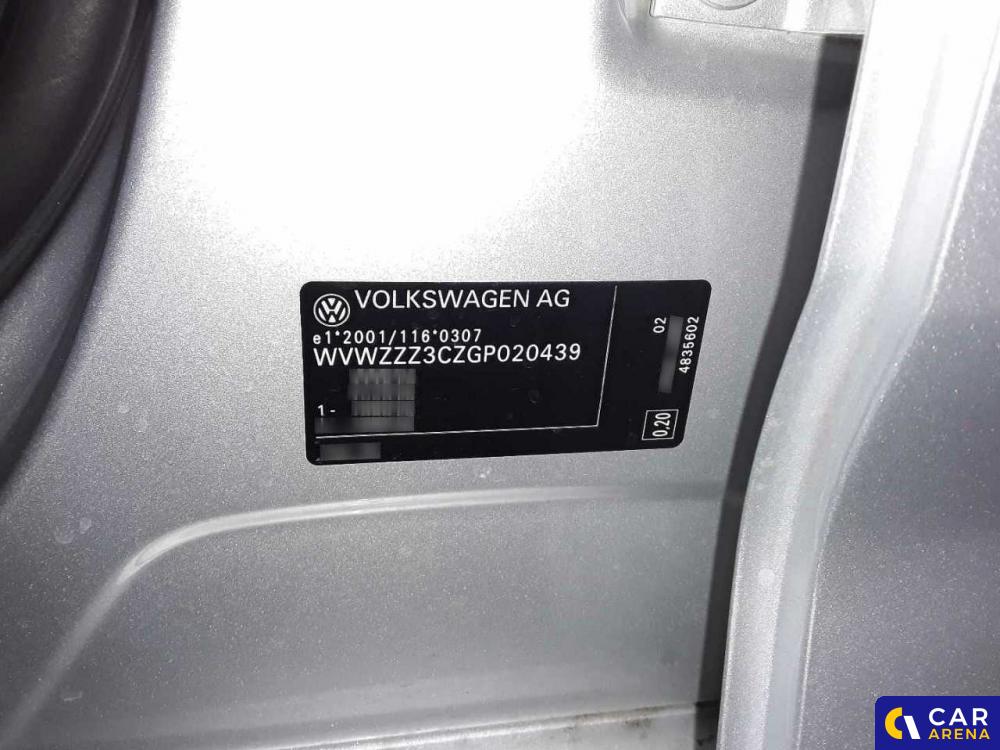 VOLKSWAGEN AG
e1*2001/116*0307
WVWZZZ3CZGP020439
1-
02
4835602
0.20
CAR
ARENA